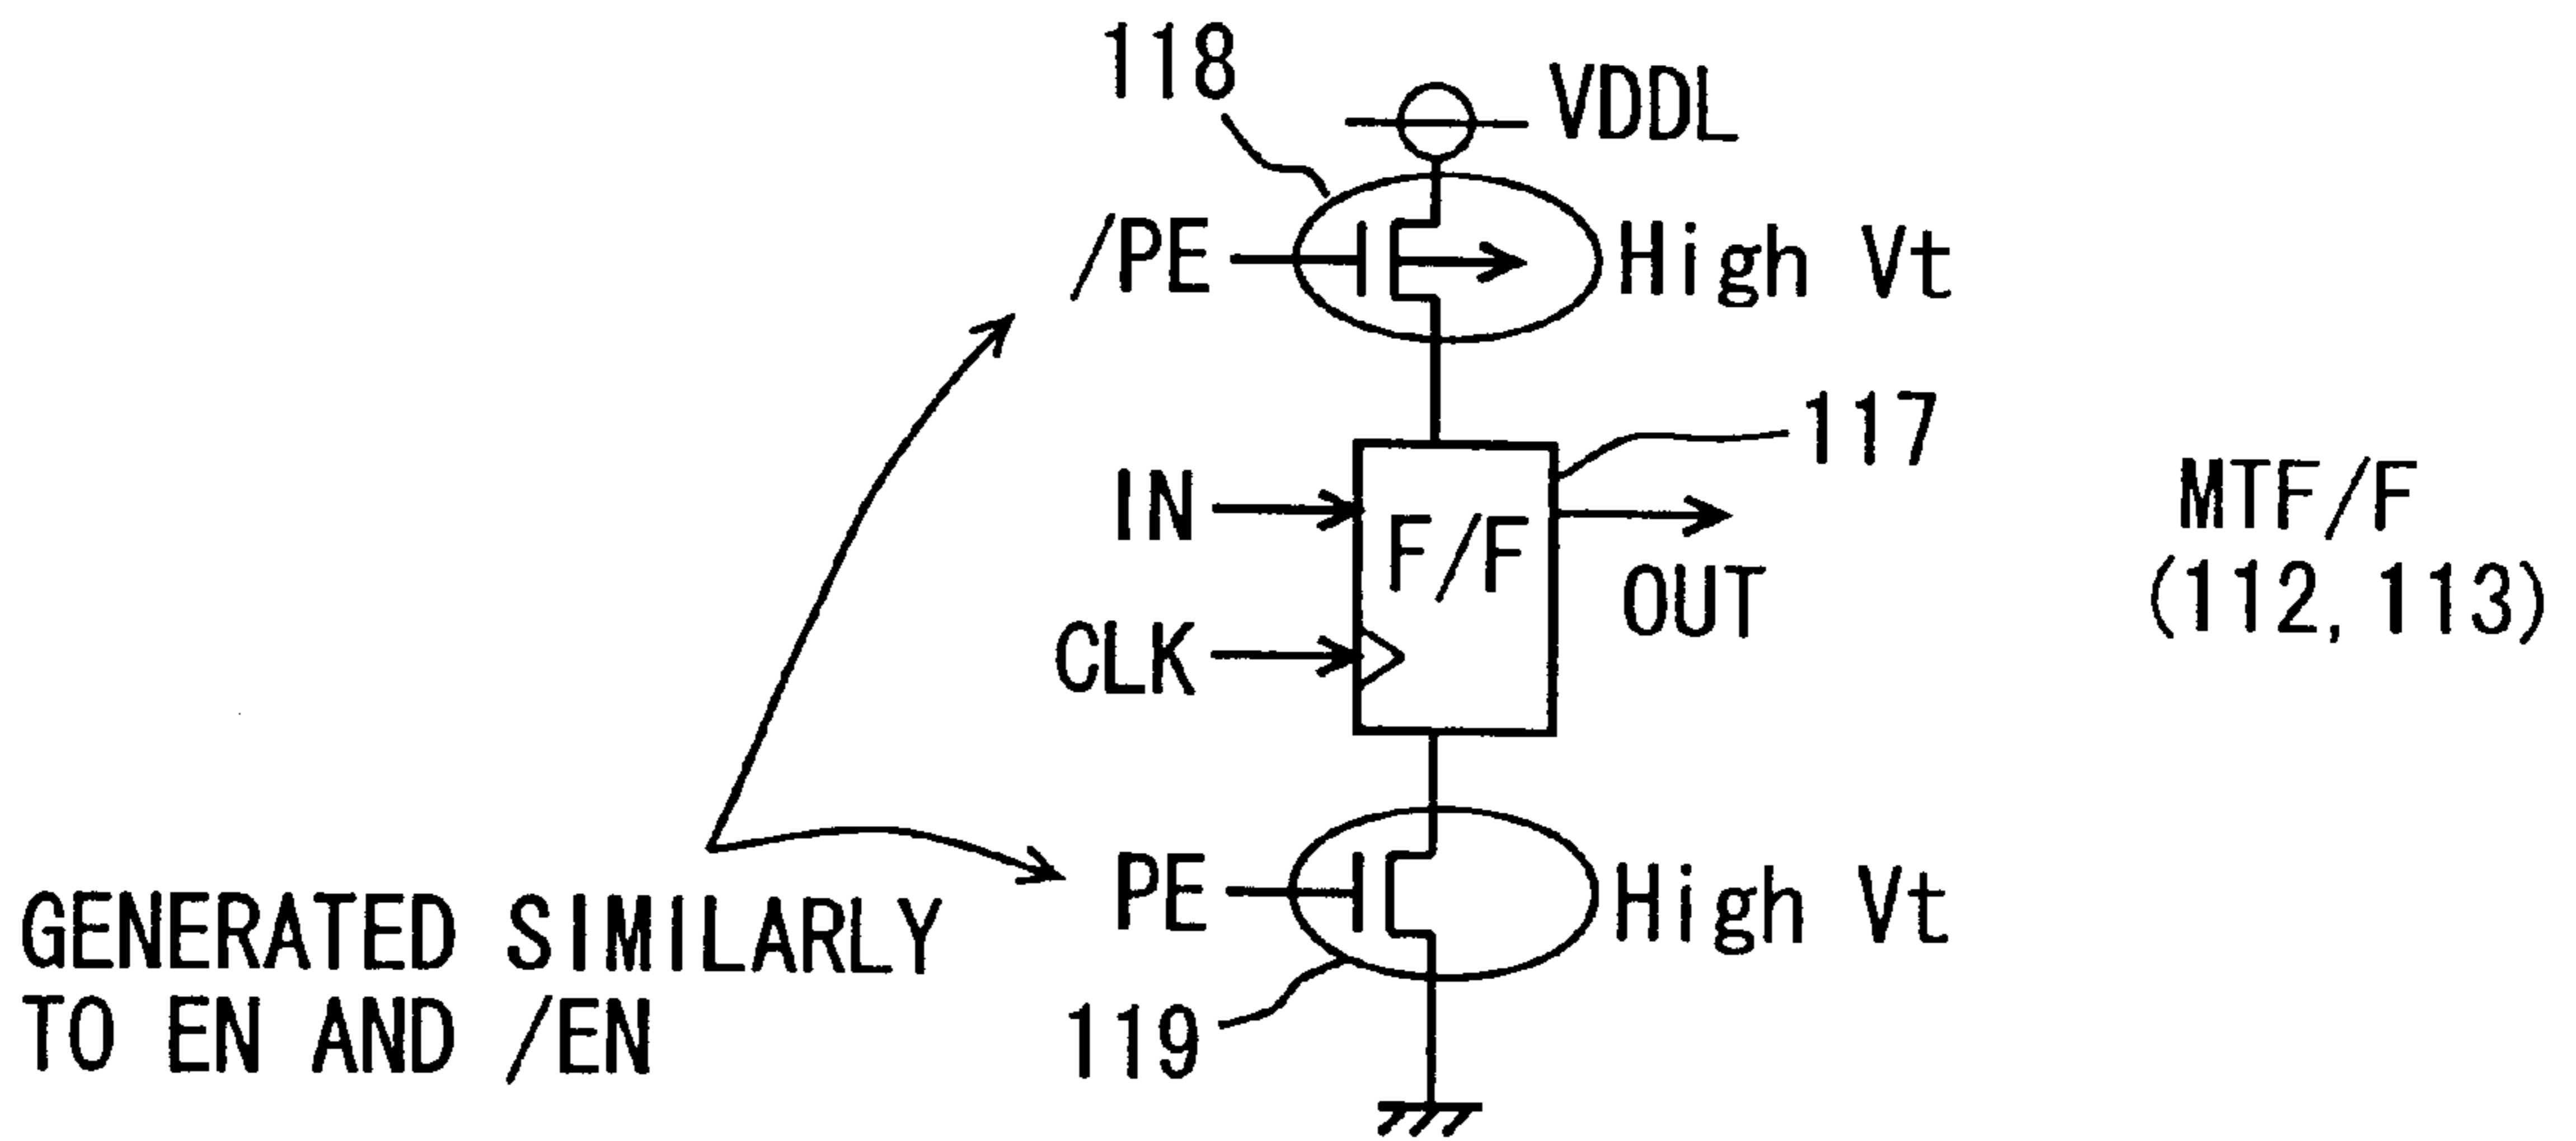 118
VDDL
/PE
High Vt
117
IN
F/F
MTF/F
OUT
(112, 113)
CLK
PE
High Vt
GENERATED SIMILARLY
TO EN AND /EN
119